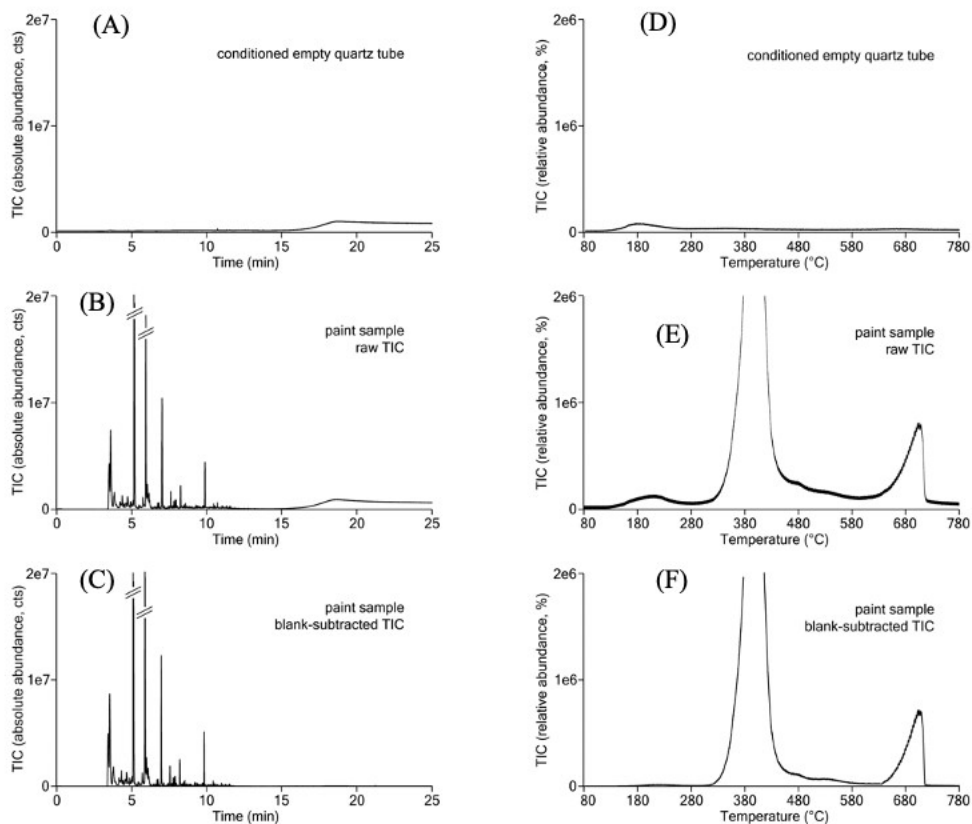 (A)
conditioned empty quartz tube
TIC (absolute abundance, cts)
2e7
1e7
0
0 5 10 15 20 25
Time (min)
(D)
conditioned empty quartz tube
TIC (relative abundance, %)
2e6
1e6
0
80 180 280 380 480 580 680 780
Temperature (°C)
(B)
paint sample
raw TIC
TIC (absolute abundance, cts)
2e7
1e7
0
0 5 10 15 20 25
Time (min)
(E)
paint sample
raw TIC
TIC (relative abundance, %)
2e6
1e6
0
80 180 280 380 480 580 680 780
Temperature (°C)
(C)
paint sample
blank-subtracted TIC
TIC (absolute abundance, cts)
2e7
1e7
0
0 5 10 15 20 25
Time (min)
(F)
paint sample
blank-subtracted TIC
TIC (relative abundance, %)
2e6
1e6
0
80 180 280 380 480 580 680 780
Temperature (°C)